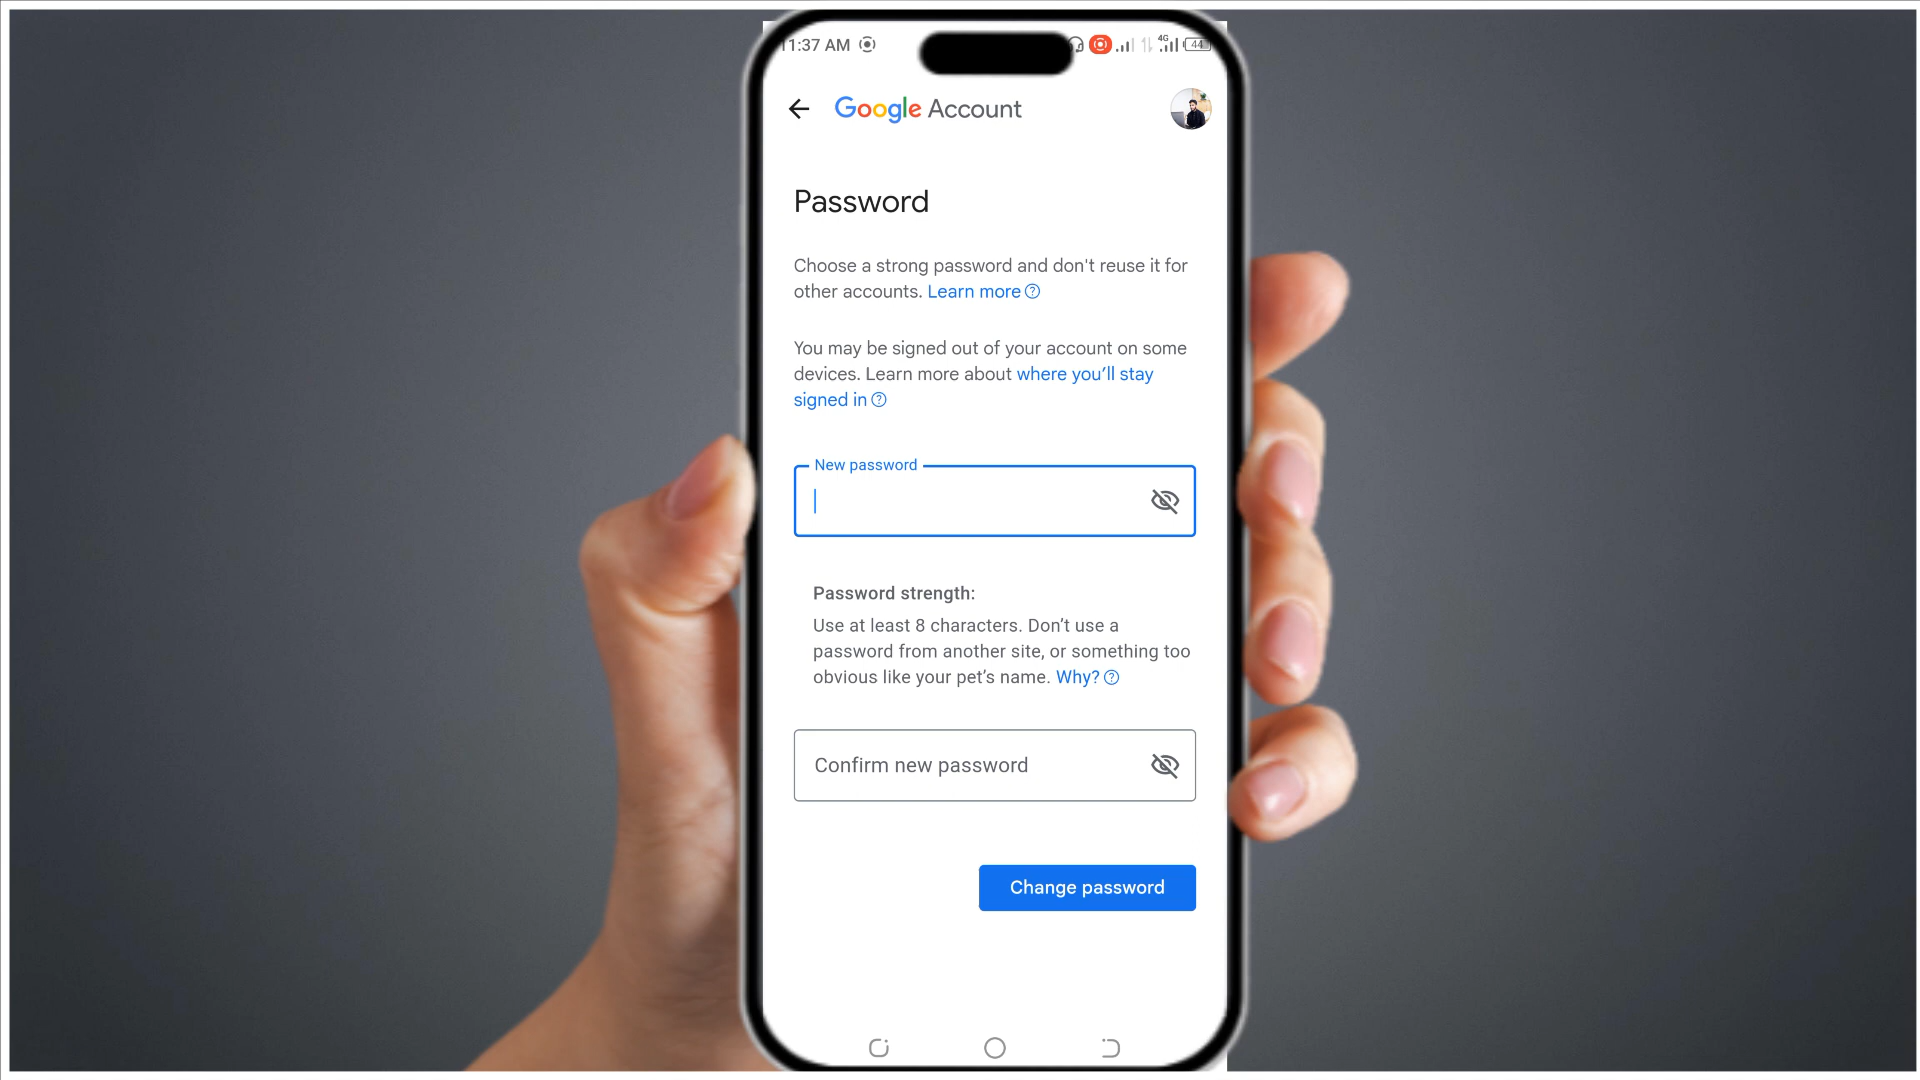 11:37 AM 4G 44
Google Account
Password
Choose a strong password and don't reuse it for
other accounts. Learn more
You may be signed out of your account on some
devices. Learn more about where you’ll stay
signed in
New password
Password strength:
Use at least 8 characters. Don’t use a
password from another site, or something too
obvious like your pet’s name. Why?
Confirm new password
Change password